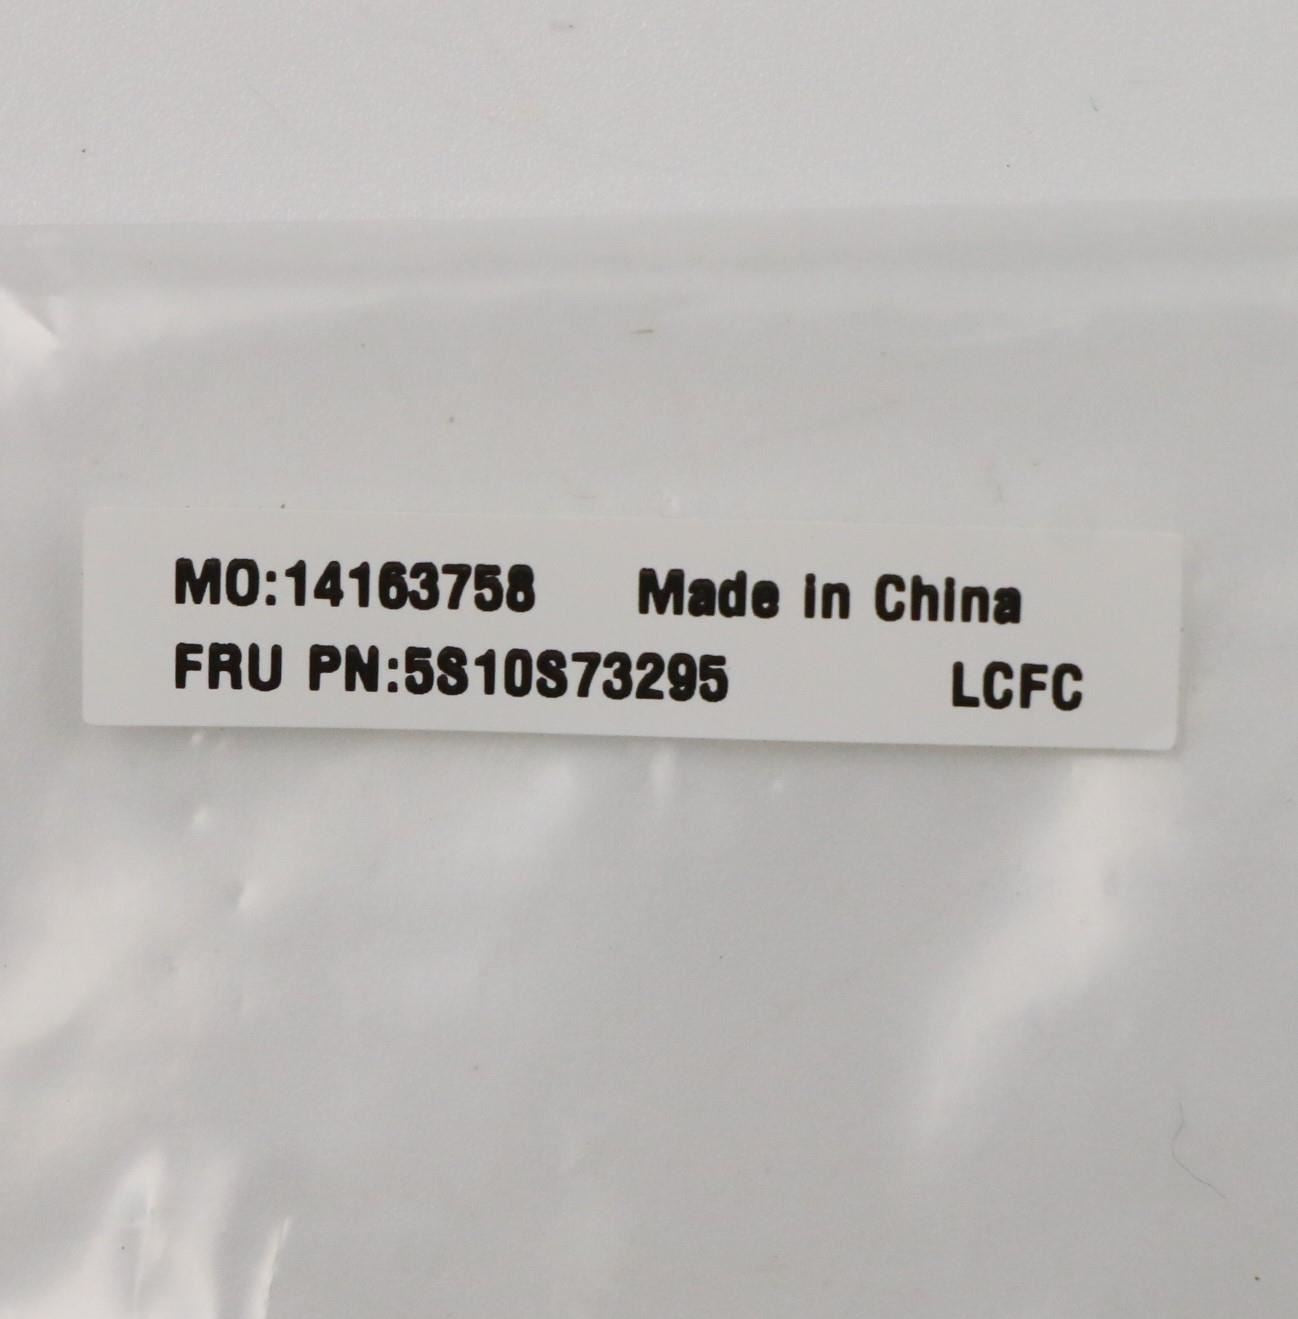 MO:14163758 Made in China
FRU PN:5S10S73295 LCFC